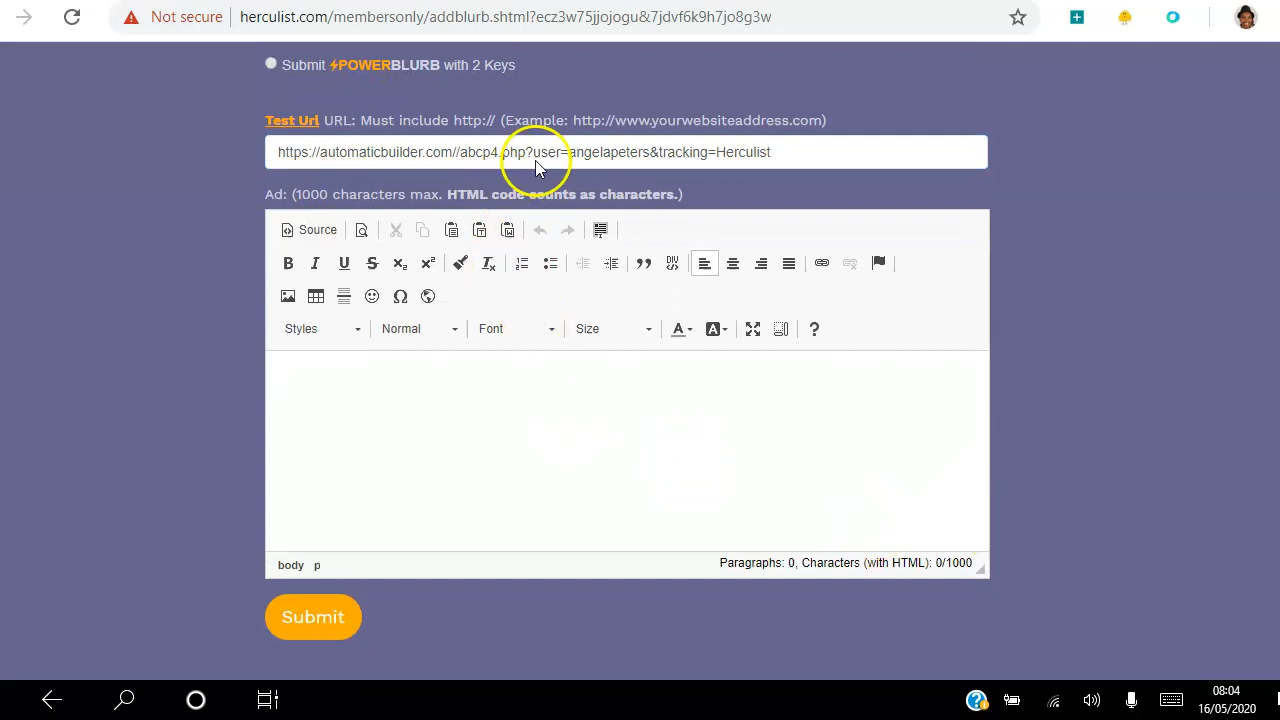 Not secure herculist.com/membersonly/addblurb.shtml?ecz3w75jjojogu&7jdvf6k9h7jo8g3w
Submit ⚡POWERBLURB with 2 Keys
Test Url URL: Must include http:// (Example: http://www.yourwebsiteaddress.com)
https://automaticbuilder.com//abcp4.php?user=angelapeters&tracking=Herculist
Ad: (1000 characters max. HTML code counts as characters.)
Source
Styles Normal Font Size
body p Paragraphs: 0, Characters (with HTML): 0/1000
Submit
08:04
16/05/2020